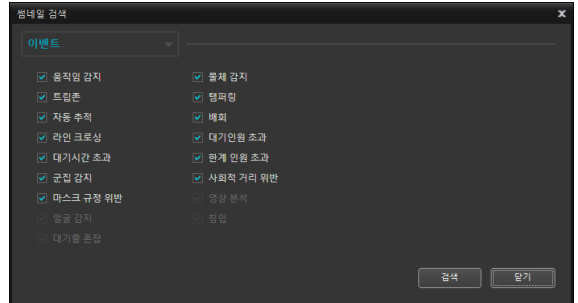 썸네일 검색
x
이벤트
움직임 감지
물체 감지
트립존
탬퍼링
자동 추적
배회
라인 크로싱
대기인원 초과
대기시간 초과
한계 인원 초과
군집 감지
사회적 거리 위반
마스크 규정 위반
영상 분석
얼굴 감지
침입
대기줄 혼잡
검색
닫기